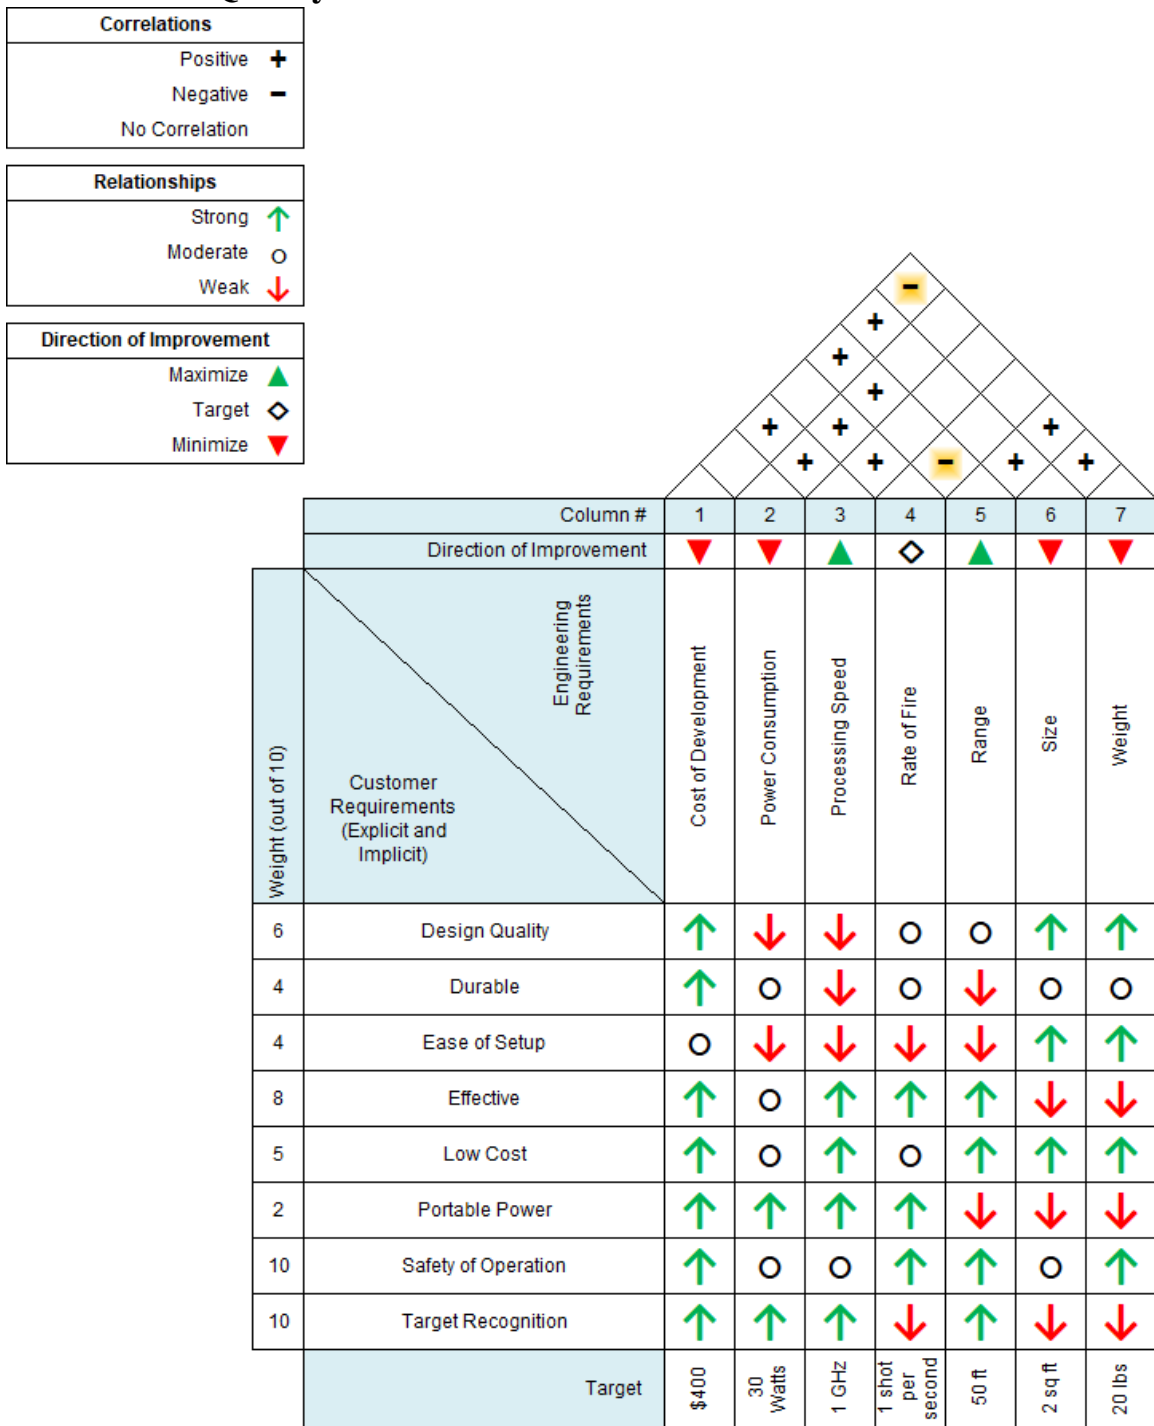 Correlations
Positive +
Negative −
No Correlation
Relationships
Strong ↑
Moderate ○
Weak ↓
Direction of Improvement
Maximize ▲
Target ◇
Minimize ▼
−
+
+
+
+ + +
+ + − + +
Column # 1 2 3 4 5 6 7
Direction of Improvement ▼ ▼ ▲ ◇ ▲ ▼ ▼
Weight (out of 10)
Engineering
Requirements
Customer
Requirements
(Explicit and
Implicit)
Cost of Development
Power Consumption
Processing Speed
Rate of Fire
Range
Size
Weight
6 Design Quality ↑ ↓ ↓ ○ ○ ↑ ↑
4 Durable ↑ ○ ↓ ○ ↓ ○ ○
4 Ease of Setup ○ ↓ ↓ ↓ ↓ ↑ ↑
8 Effective ↑ ○ ↑ ↑ ↑ ↓ ↓
5 Low Cost ↑ ○ ↑ ○ ↑ ↑ ↑
2 Portable Power ↑ ↑ ↑ ↑ ↓ ↓ ↓
10 Safety of Operation ↑ ○ ○ ↑ ↑ ○ ↑
10 Target Recognition ↑ ↑ ↑ ↓ ↑ ↓ ↓
Target
$400
30
Watts
1 GHz
1 shot
per
second
50 ft
2 sq ft
20 lbs